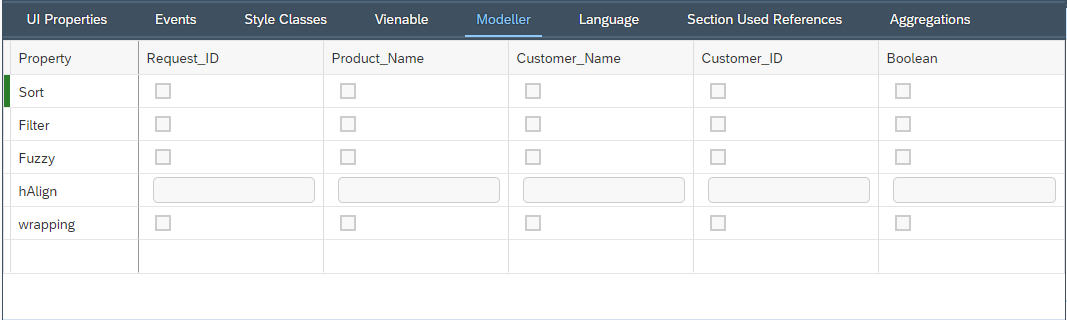 UI Properties Events Style Classes Vienable Modeller Language Section Used References Aggregations
Property Request_ID Product_Name Customer_Name Customer_ID Boolean
Sort
Filter
Fuzzy
hAlign
wrapping